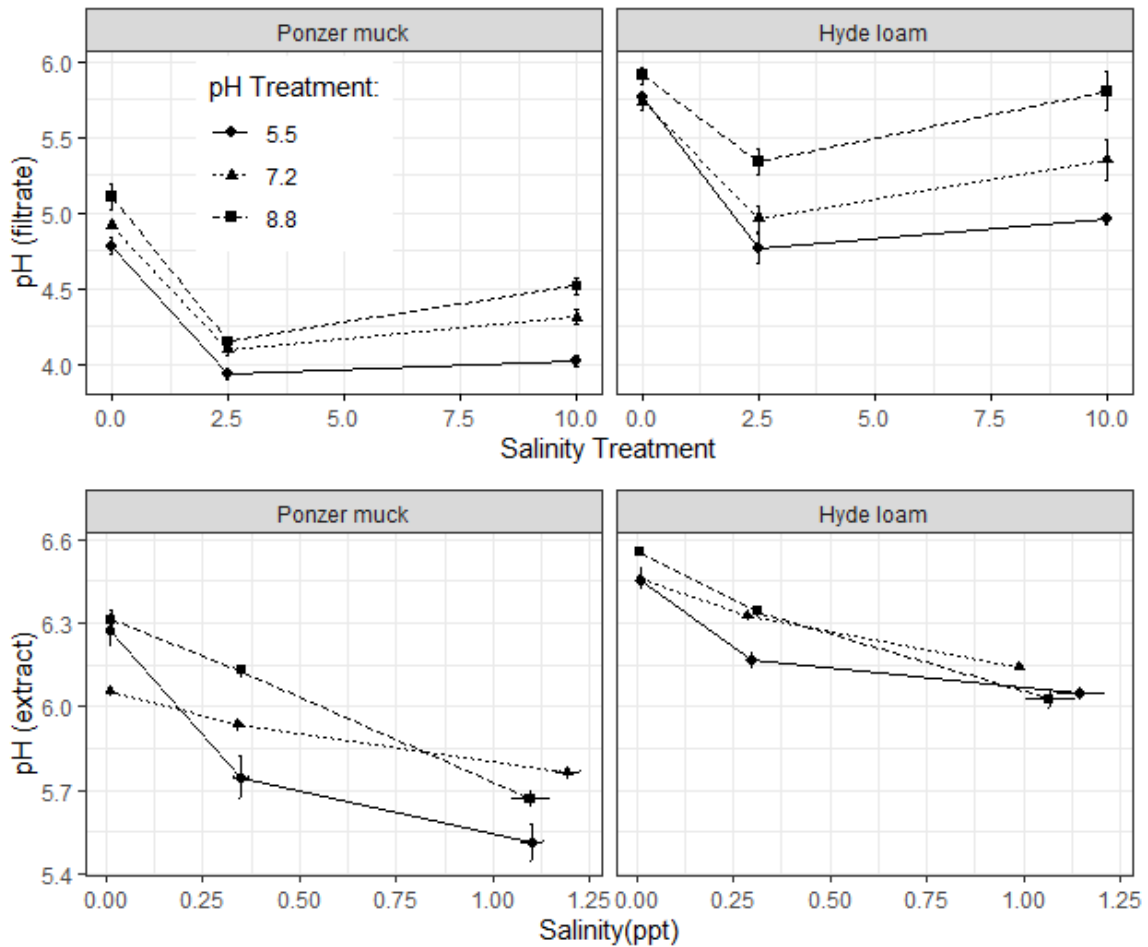 Ponzer muck
Hyde loam
pH (filtrate)
6.0
5.5
5.0
4.5
4.0
pH Treatment:
5.5
7.2
8.8
0.0 2.5 5.0 7.5 10.0
0.0 2.5 5.0 7.5 10.0
Salinity Treatment
Ponzer muck
Hyde loam
pH (extract)
6.6
6.3
6.0
5.7
5.4
0.00 0.25 0.50 0.75 1.00 1.25
0.00 0.25 0.50 0.75 1.00 1.25
Salinity(ppt)